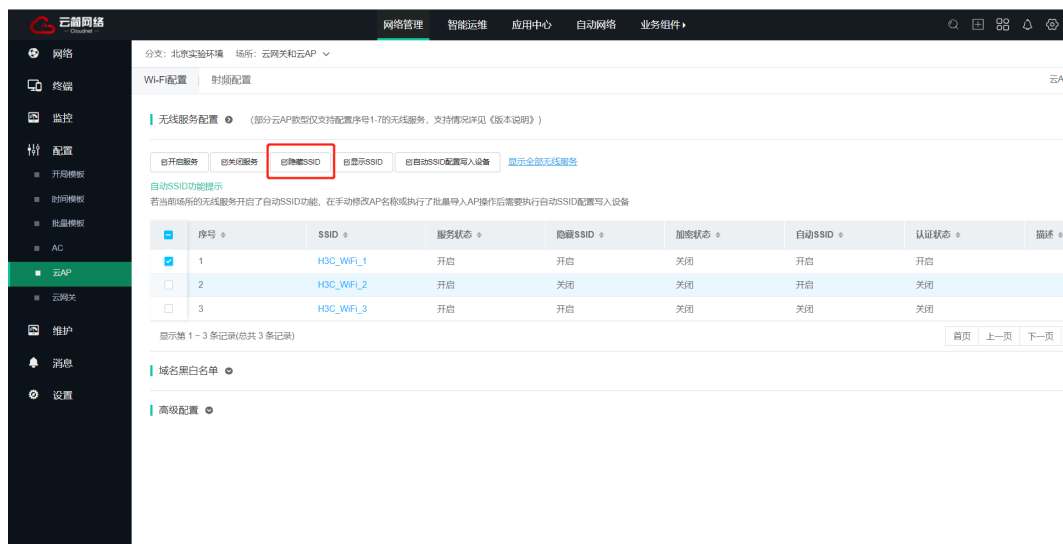 云简网络
Cloudnet
网络管理 智能运维 应用中心 自动网络 业务组件
网络
终端
监控
配置
开局模板
时间模板
批量模板
AC
云AP
云网关
维护
消息
设置
分支：北京实验环境 场所：云网关和云AP
Wi-Fi配置 射频配置 云A
无线服务配置 (部分云AP款型仅支持配置序号1-7的无线服务，支持情况详见《版本说明》)
开启服务 关闭服务 隐藏SSID 显示SSID 自动SSID配置写入设备 显示全部无线服务
自动SSID功能提示
若当前场所的无线服务开启了自动SSID功能，在手动修改AP名称或执行了批量导入AP操作后需要执行自动SSID配置写入设备
序号 SSID 服务状态 隐藏SSID 加密状态 自动SSID 认证状态 描述
1 H3C_WiFi_1 开启 开启 关闭 开启 开启
2 H3C_WiFi_2 开启 关闭 关闭 开启 关闭
3 H3C_WiFi_3 开启 开启 关闭 关闭 关闭
显示第 1 - 3 条记录(总共 3 条记录) 首页 上一页 下一页
域名黑白名单
高级配置